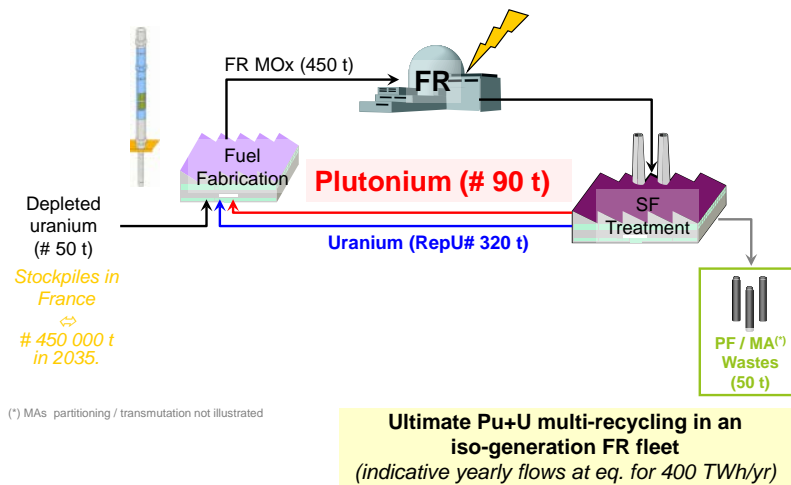 FR MOx (450 t)
FR
Fuel
Fabrication
Plutonium (# 90 t)
SF
Treatment
Depleted
uranium
(# 50 t)
Uranium (RepU# 320 t)
Stockpiles in
France
⇔
# 450 000 t
in 2035.
PF / MA(*)
Wastes
(50 t)
(*) MAs partitioning / transmutation not illustrated
Ultimate Pu+U multi-recycling in an
iso-generation FR fleet
(indicative yearly flows at eq. for 400 TWh/yr)